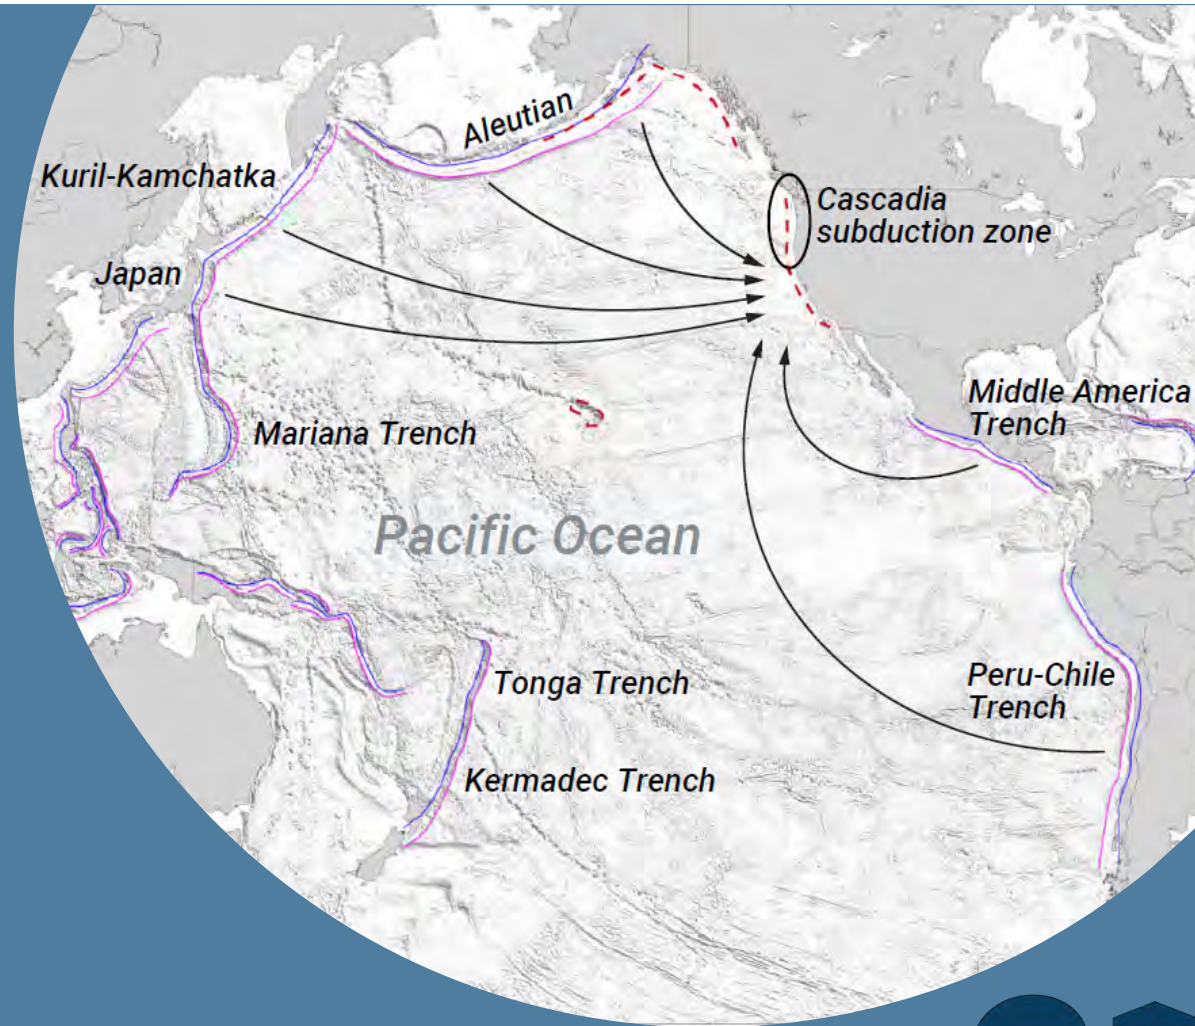 Aleutian
Kuril-Kamchatka
Cascadia
subduction zone
Japan
Middle America
Trench
Mariana Trench
Pacific Ocean
Peru-Chile
Trench
Tonga Trench
Kermadec Trench